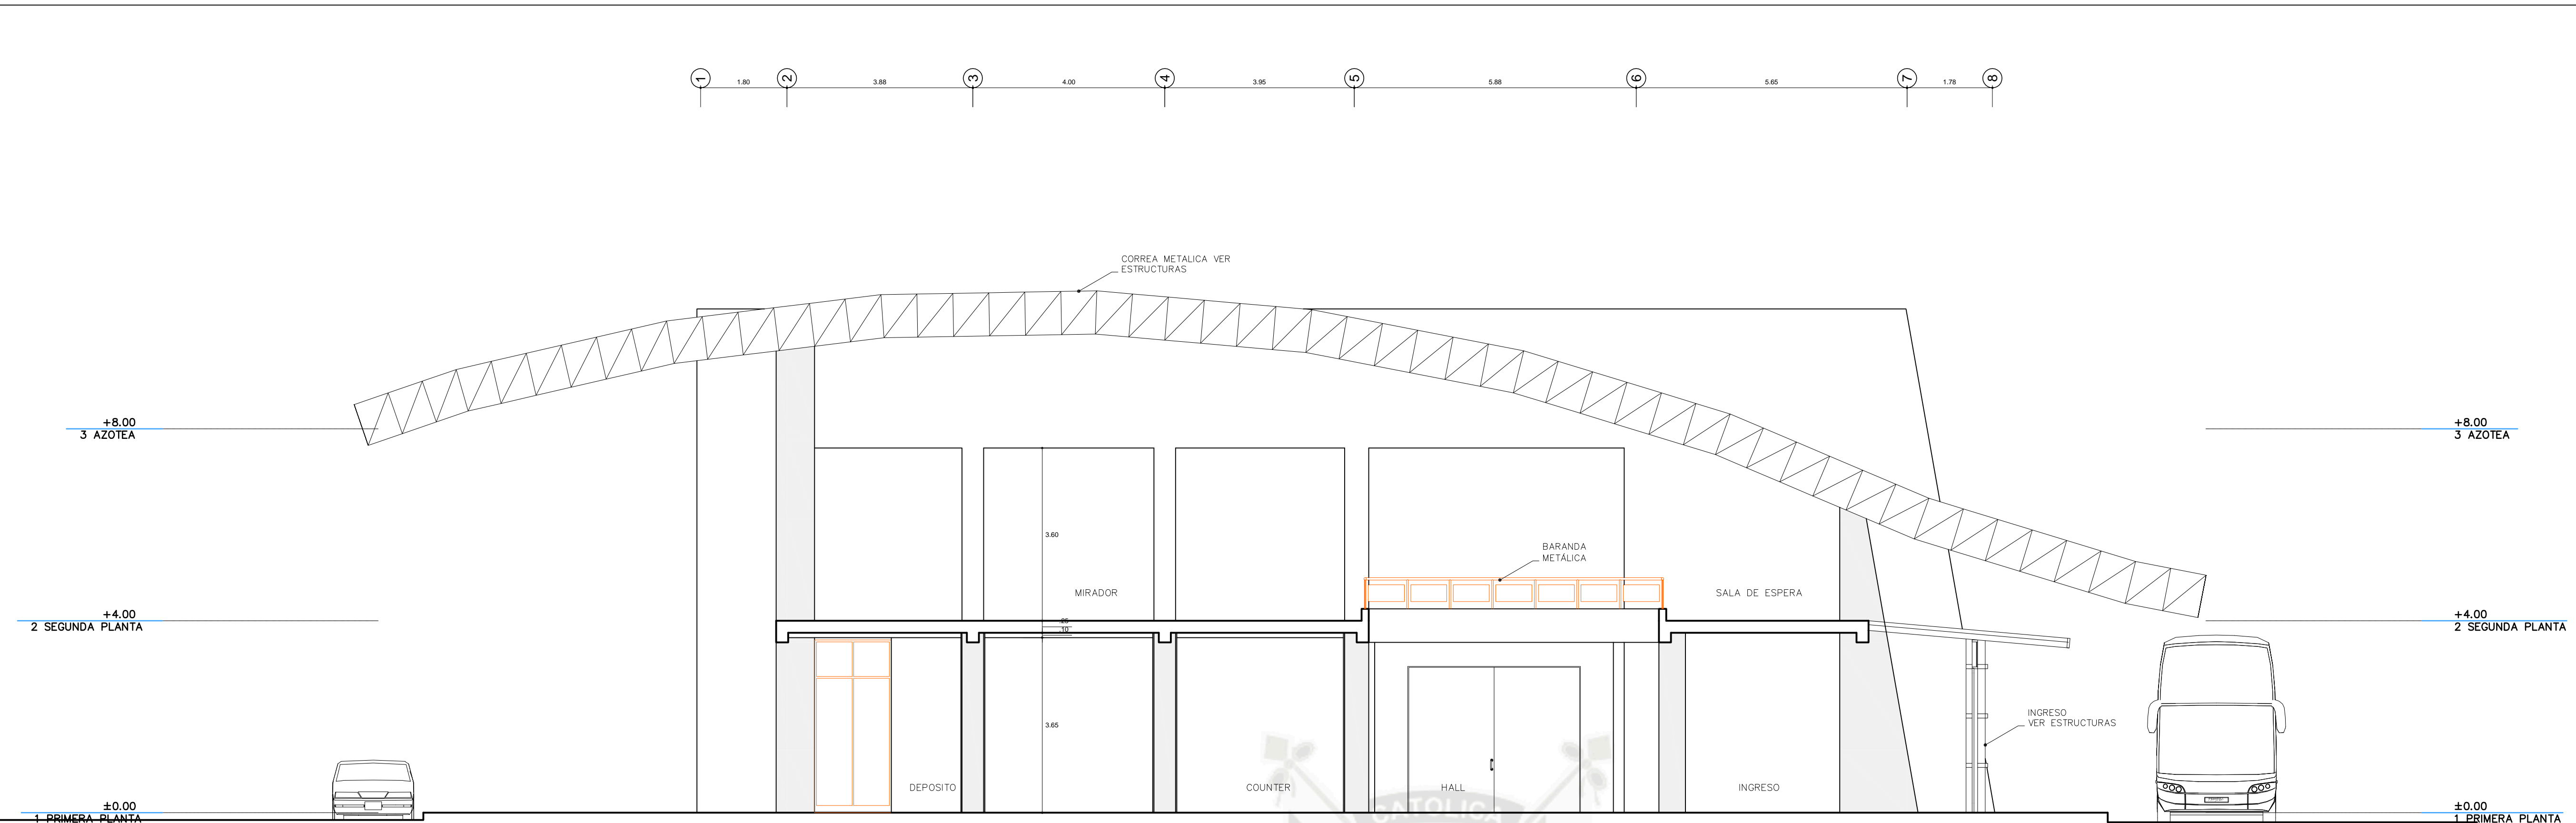 1
2
3
4
5
6
7
8
1.80
3.88
4.00
3.95
5.88
5.65
1.78
CORREA METALICA VER
ESTRUCTURAS
+8.00
3 AZOTEA
+8.00
3 AZOTEA
3.60
BARANDA
METÁLICA
MIRADOR
SALA DE ESPERA
+4.00
2 SEGUNDA PLANTA
.25
.10
+4.00
2 SEGUNDA PLANTA
3.65
INGRESO
VER ESTRUCTURAS
DEPOSITO
COUNTER
HALL
INGRESO
±0.00
1 PRIMERA PLANTA
±0.00
1 PRIMERA PLANTA
CATOLICA